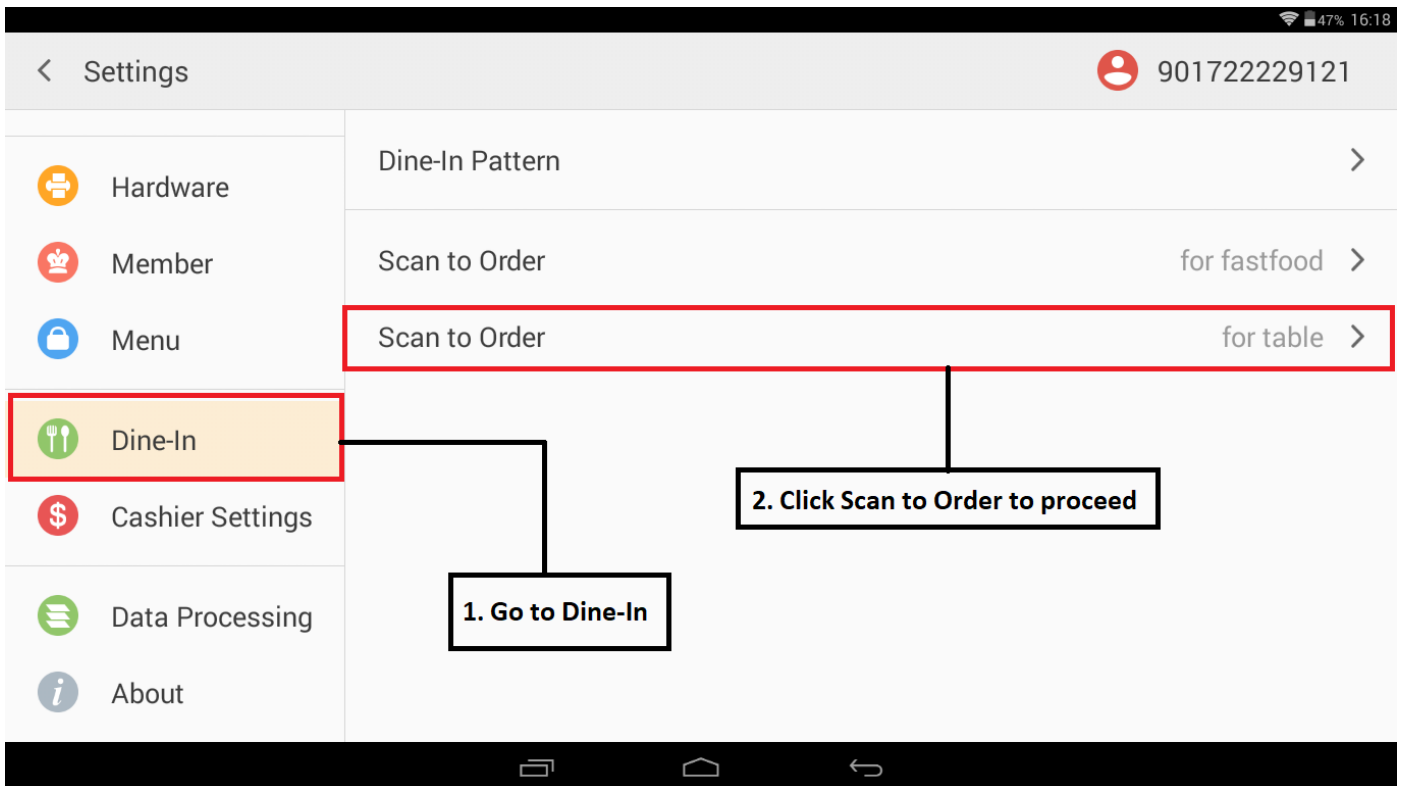 47% 16:18
Settings
901722229121
Hardware
Member
Menu
Dine-In
Cashier Settings
Data Processing
About
Dine-In Pattern
Scan to Order for fastfood
Scan to Order for table
2. Click Scan to Order to proceed
1. Go to Dine-In